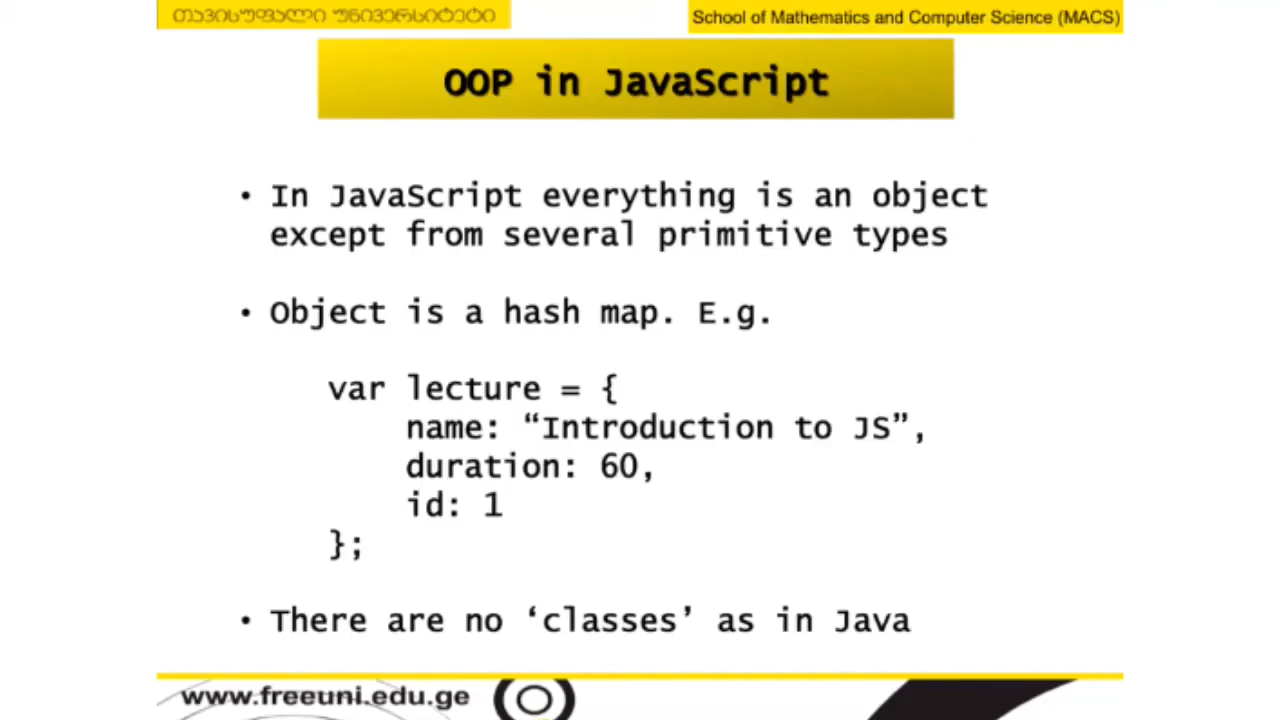 თავისუფალი უნივერსიტეტი
School of Mathematics and Computer Science (MACS)
OOP in JavaScript
• In JavaScript everything is an object
except from several primitive types
• Object is a hash map. E.g.
var lecture = {
name: “Introduction to JS”,
duration: 60,
id: 1
};
• There are no ‘classes’ as in Java
www.freeuni.edu.ge